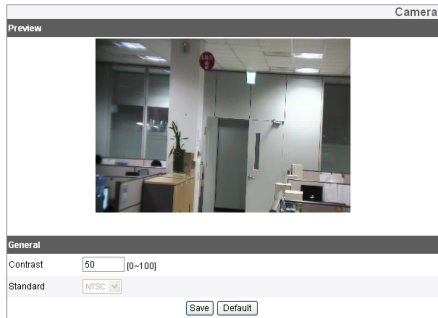 Camera
Preview
General
Contrast 50 [0~100]
Standard NTSC
Save Default